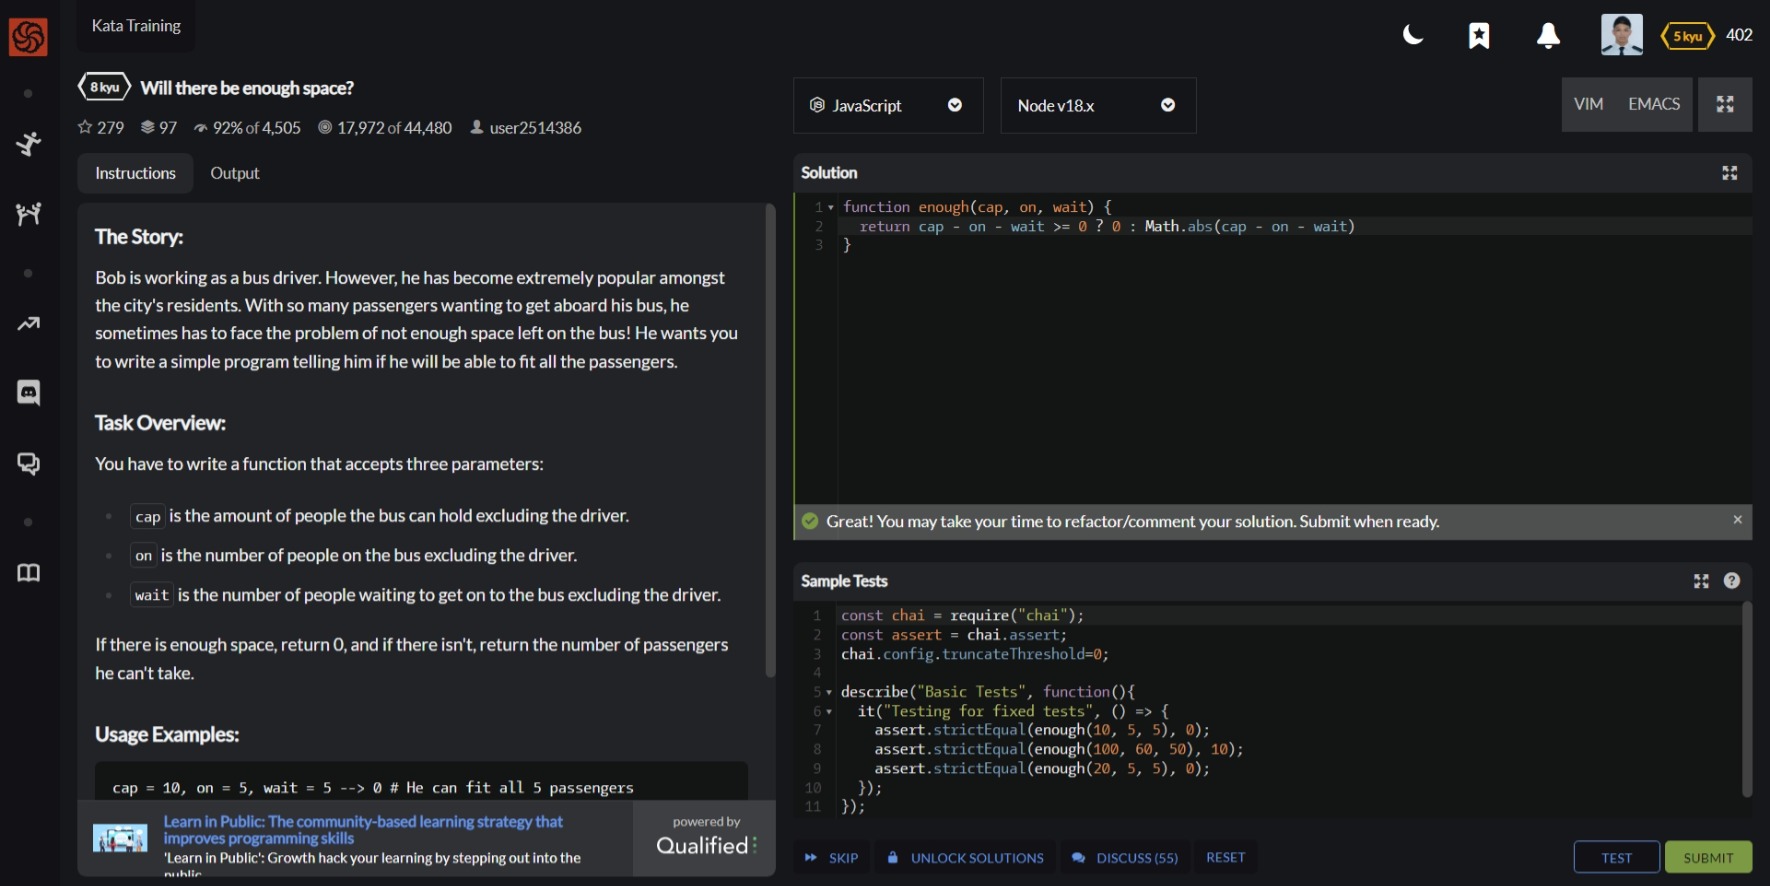 Kata Training
5 kyu 402
8 kyu Will there be enough space?
279 97 92% of 4,505 17,972 of 44,480 user2514386
Instructions Output
The Story:
Bob is working as a bus driver. However, he has become extremely popular amongst
the city's residents. With so many passengers wanting to get aboard his bus, he
sometimes has to face the problem of not enough space left on the bus! He wants you
to write a simple program telling him if he will be able to fit all the passengers.
Task Overview:
You have to write a function that accepts three parameters:
cap is the amount of people the bus can hold excluding the driver.
on is the number of people on the bus excluding the driver.
wait is the number of people waiting to get on to the bus excluding the driver.
If there is enough space, return 0, and if there isn't, return the number of passengers
he can't take.
Usage Examples:
cap = 10, on = 5, wait = 5 --> 0 # He can fit all 5 passengers
Learn in Public: The community-based learning strategy that
improves programming skills
'Learn in Public': Growth hack your learning by stepping out into the
public
powered by
Qualified
JavaScript Node v18.x VIM EMACS
Solution
1 function enough(cap, on, wait) {
2 return cap - on - wait >= 0 ? 0 : Math.abs(cap - on - wait)
3 }
Great! You may take your time to refactor/comment your solution. Submit when ready. ×
Sample Tests ?
1 const chai = require("chai");
2 const assert = chai.assert;
3 chai.config.truncateThreshold=0;
4
5 describe("Basic Tests", function(){
6 it("Testing for fixed tests", () => {
7 assert.strictEqual(enough(10, 5, 5), 0);
8 assert.strictEqual(enough(100, 60, 50), 10);
9 assert.strictEqual(enough(20, 5, 5), 0);
10 });
11 });
SKIP UNLOCK SOLUTIONS DISCUSS (55) RESET TEST SUBMIT